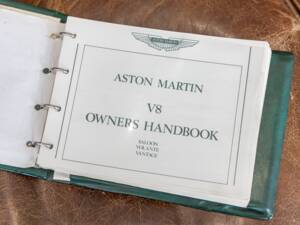 ASTON MARTIN
V8
OWNERS HANDBOOK
SALOON
VOLANTE
VANTAGE